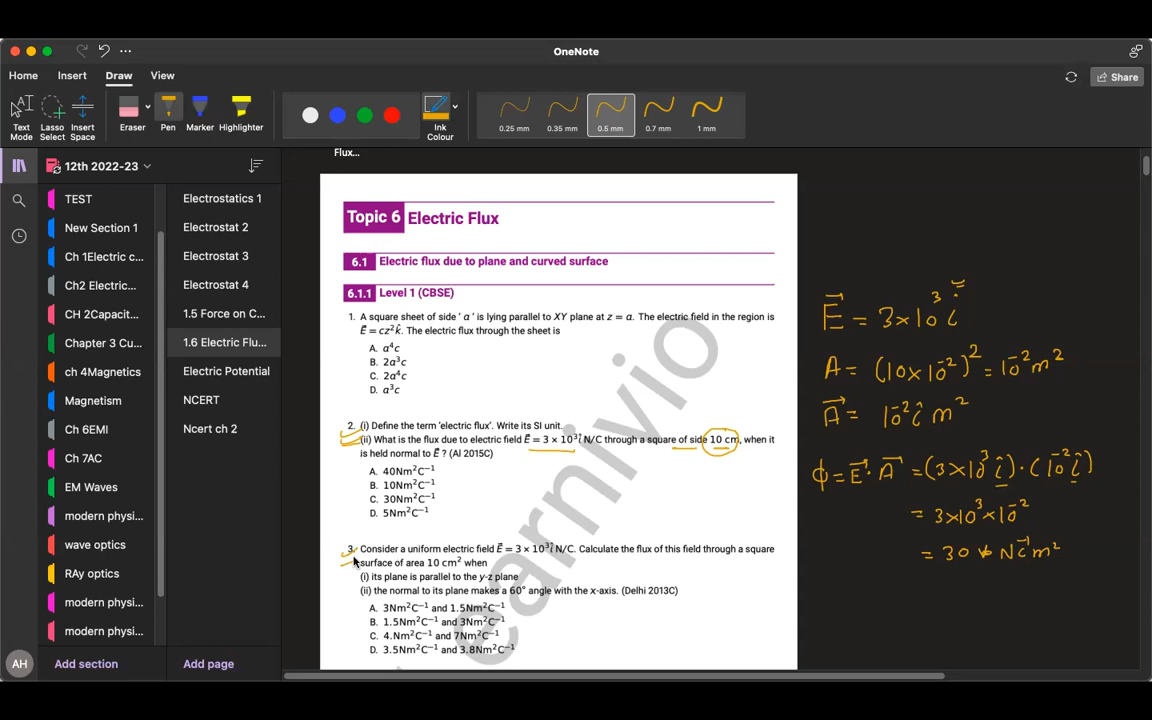 OneNote
Home Insert Draw View
Share
Text Mode
Lasso Select
Insert Space
Eraser
Pen
Marker
Highlighter
Ink Colour
0.25 mm
0.35 mm
0.5 mm
0.7 mm
1 mm
12th 2022-23
TEST
New Section 1
Ch 1Electric c...
Ch2 Electric...
CH 2Capacit...
Chapter 3 Cu...
ch 4Magnetics
Magnetism
Ch 6EMI
Ch 7AC
EM Waves
modern physi...
wave optics
RAy optics
modern physi...
modern physi...
Add section
AH
Electrostatics 1
Electrostat 2
Electrostat 3
Electrostat 4
1.5 Force on C...
1.6 Electric Flu...
Electric Potential
NCERT
Ncert ch 2
Add page
Flux...
Topic 6 Electric Flux
6.1 Electric flux due to plane and curved surface
6.1.1 Level 1 (CBSE)
1. A square sheet of side ' a ' is lying parallel to XY plane at z = a. The electric field in the region is
E⃗ = cz²k̂. The electric flux through the sheet is
A. a⁴c
B. 2a³c
C. 2a⁴c
D. a³c
2. (i) Define the term 'electric flux'. Write its SI unit.
(ii) What is the flux due to electric field E⃗ = 3 × 10³î N/C through a square of side 10 cm, when it
is held normal to E⃗ ? (AI 2015C)
A. 40Nm²C⁻¹
B. 10Nm²C⁻¹
C. 30Nm²C⁻¹
D. 5Nm²C⁻¹
3. Consider a uniform electric field E⃗ = 3 × 10³î N/C. Calculate the flux of this field through a square
surface of area 10 cm² when
(i) its plane is parallel to the y-z plane
(ii) the normal to its plane makes a 60° angle with the x-axis. (Delhi 2013C)
A. 3Nm²C⁻¹ and 1.5Nm²C⁻¹
B. 1.5Nm²C⁻¹ and 3Nm²C⁻¹
C. 4.Nm²C⁻¹ and 7Nm²C⁻¹
D. 3.5Nm²C⁻¹ and 3.8Nm²C⁻¹
earnivio
E⃗ = 3×10³ î
A = (10×10⁻²)² = 10⁻² m²
A⃗ = 10⁻² î m²
ϕ = E⃗ · A⃗ = (3×10³ î) · (10⁻² î)
= 3×10³×10⁻²
= 30 N C⁻¹ m²